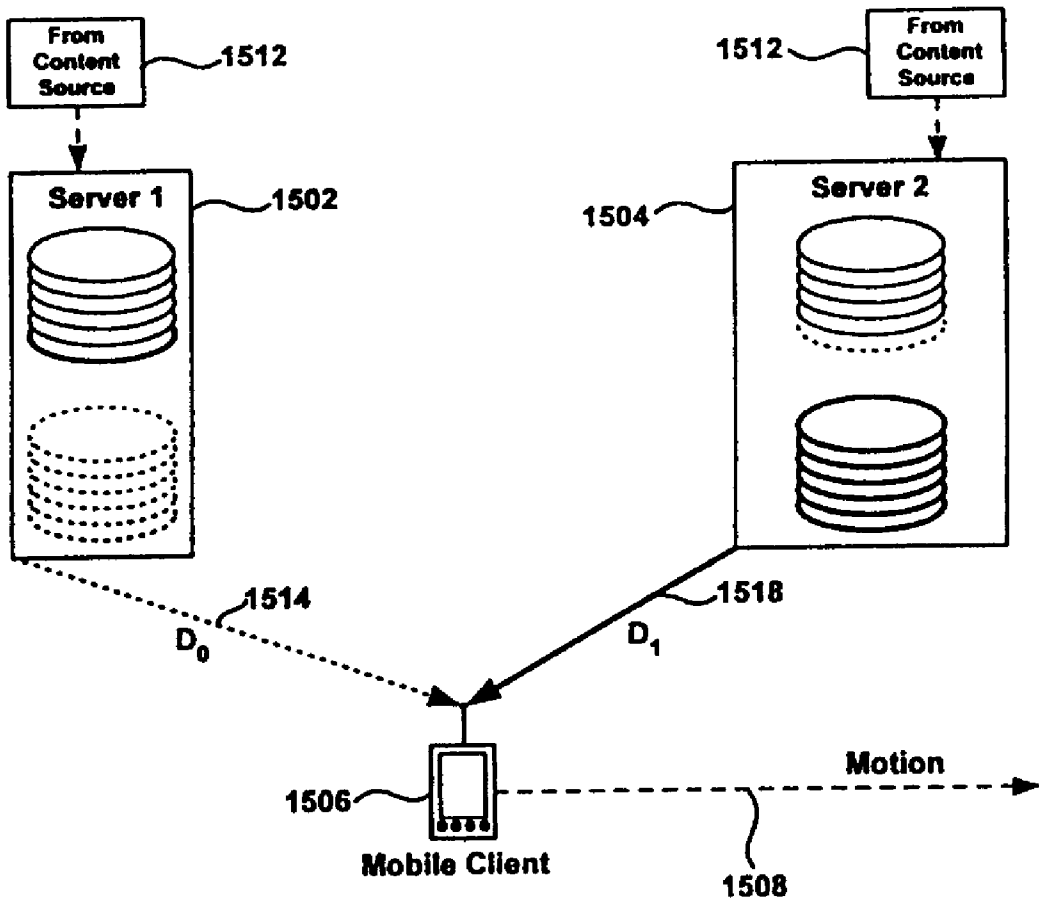 From
Content
Source
1512
From
Content
Source
1512
Server 1
1502
Server 2
1504
1514
D0
1518
D1
1506
Motion
Mobile Client
1508